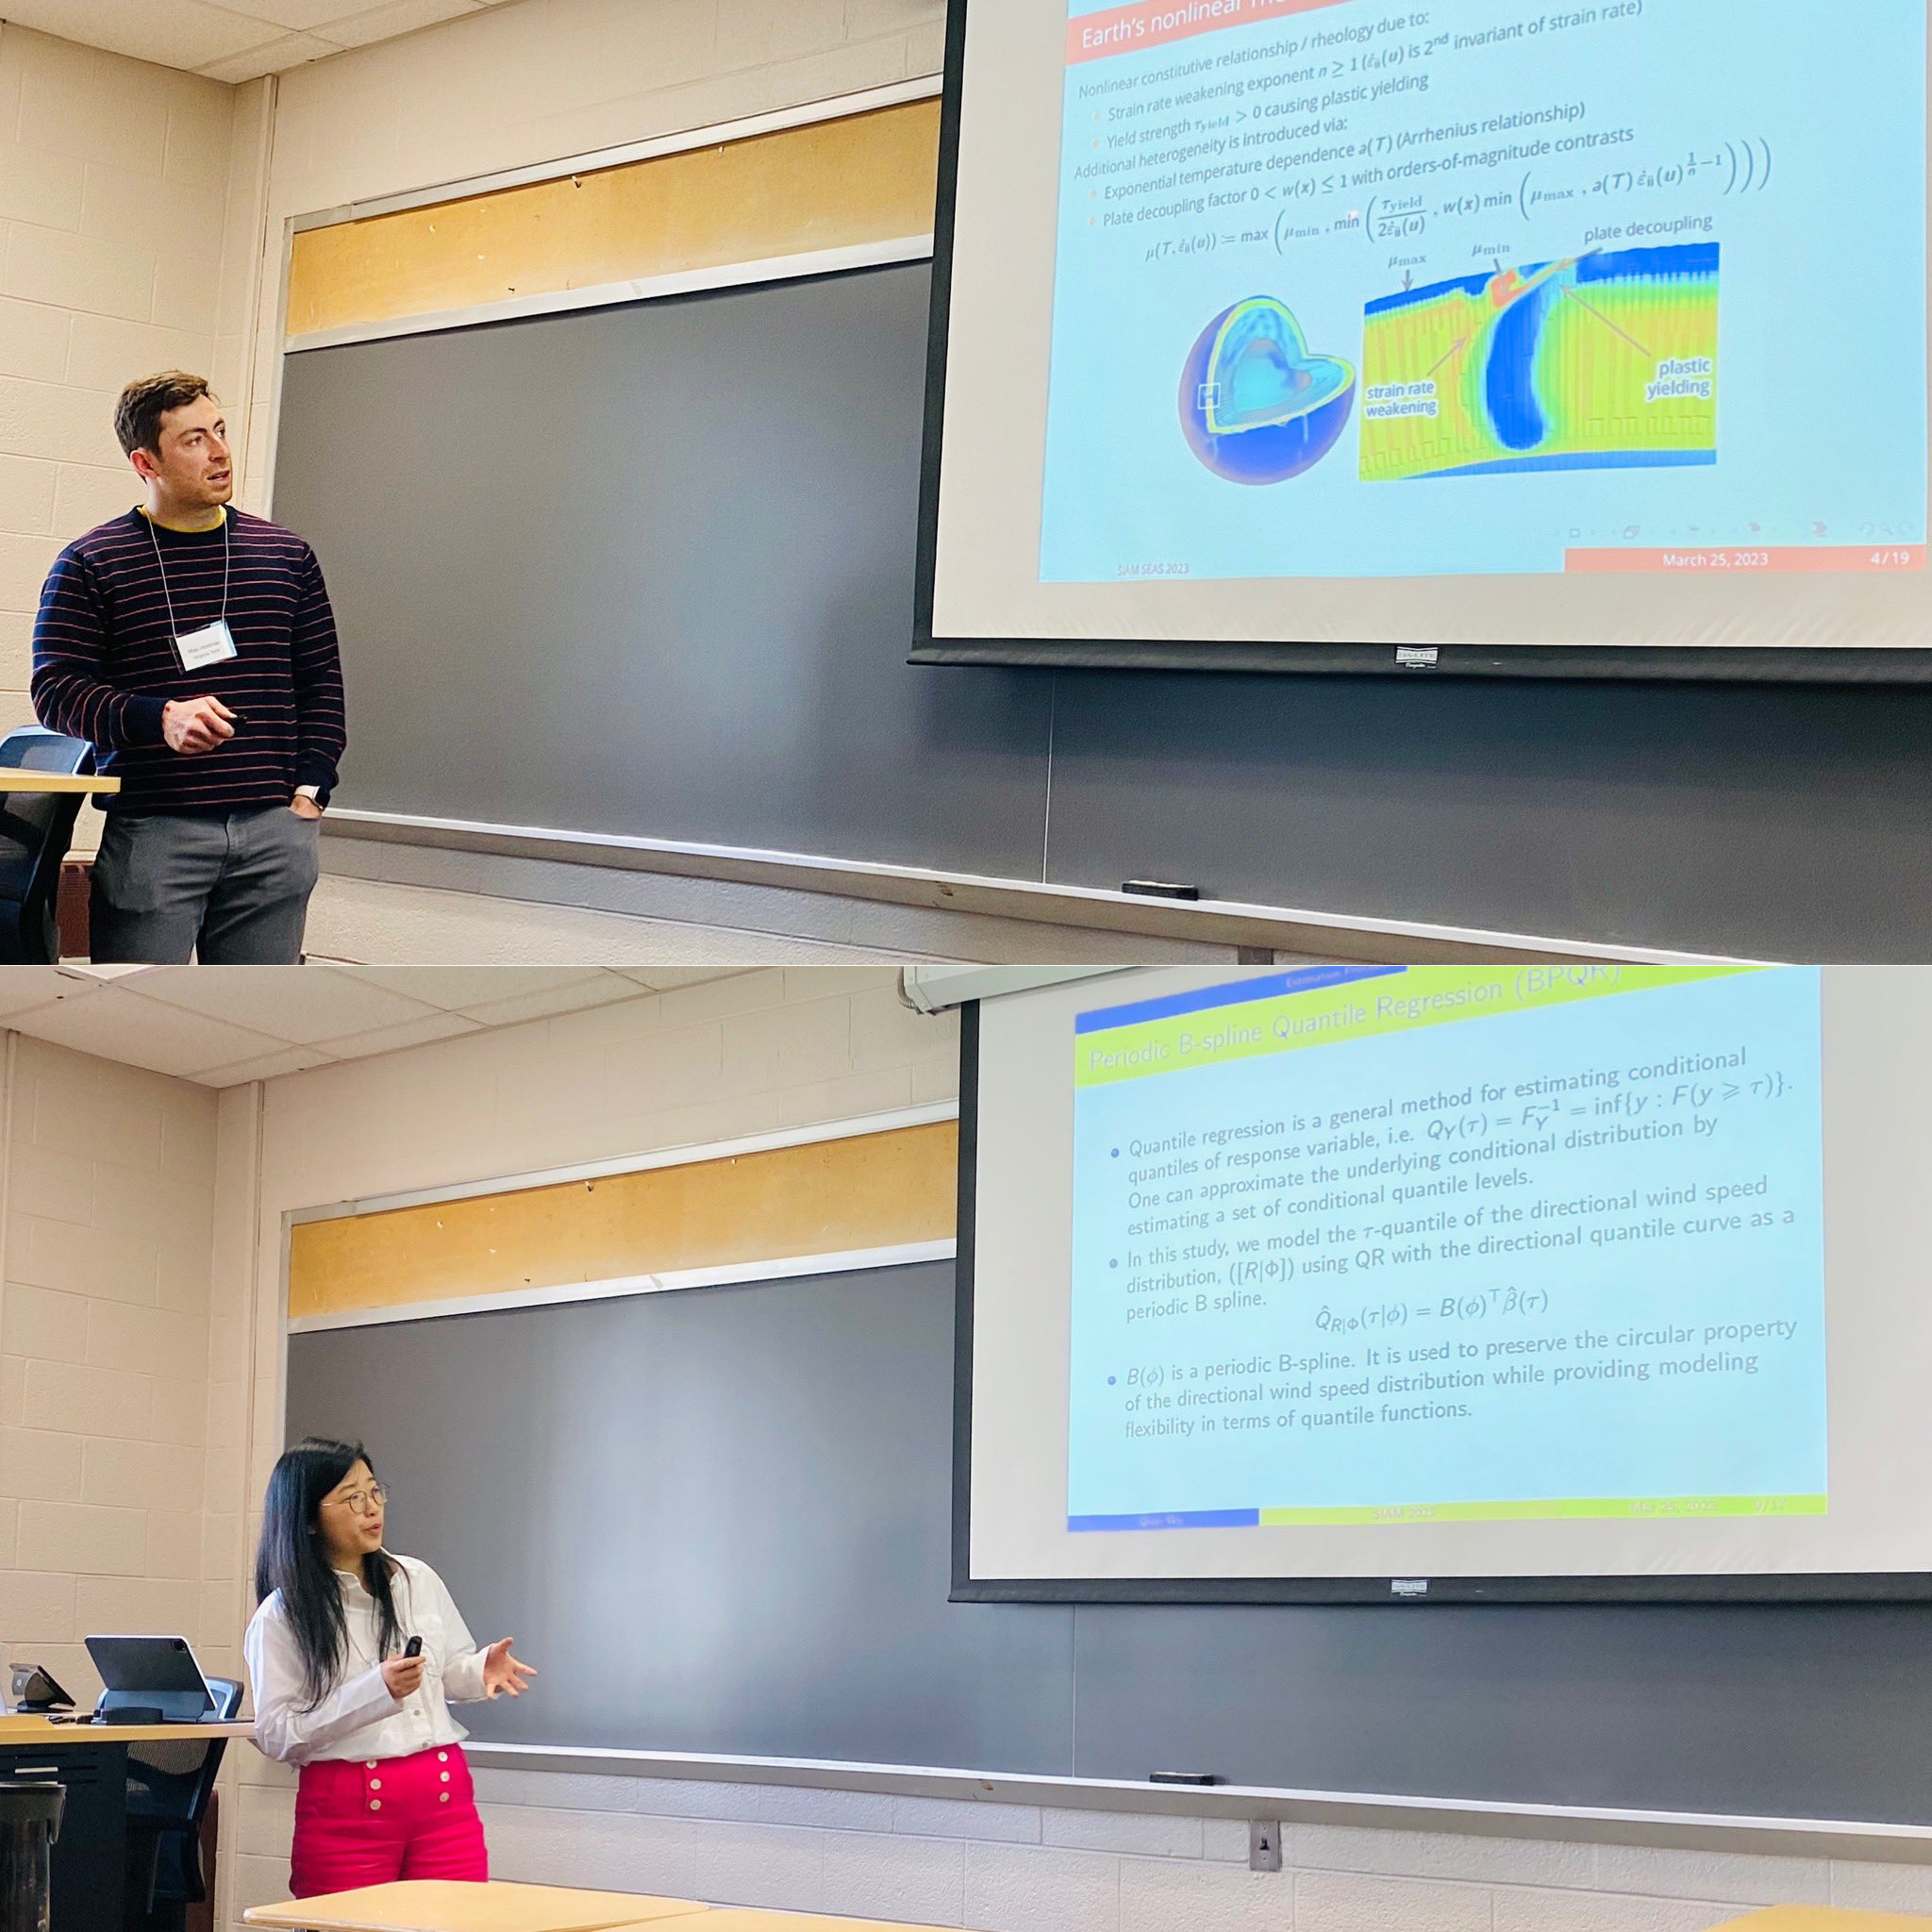 Earth's nonlinear
Nonlinear constitutive relationship / rheology due to:
Strain rate weakening exponent n ≥ 1 (ε̇ᵢᵢ(u) is 2nd invariant of strain rate)
Yield strength τyield > 0 causing plastic yielding
Additional heterogeneity is introduced via:
Exponential temperature dependence a(T) (Arrhenius relationship)
Plate decoupling factor 0 < w(x) ≤ 1 with orders-of-magnitude contrasts
μ(T, ε̇ᵢᵢ(u)) := max (μmin , min (τyield / 2ε̇ᵢᵢ(u) , w(x) min (μmax , a(T) ε̇ᵢᵢ(u)^(1/n −1))))
μmax
μmin
plate decoupling
strain rate
weakening
plastic
yielding
SIAM SEAS 2023
March 25, 2023
4 / 19
Virginia Tech
Periodic B-spline Quantile Regression (BPQR)
• Quantile regression is a general method for estimating conditional
quantiles of response variable, i.e. Q_Y(τ) = F_Y^−1 = inf{y : F(y ⩾ τ)}.
One can approximate the underlying conditional distribution by
estimating a set of conditional quantile levels.
• In this study, we model the τ-quantile of the directional wind speed
distribution, ([R|Φ]) using QR with the directional quantile curve as a
periodic B spline.
Q̂_R|Φ(τ|ϕ) = B(ϕ)^⊤ β̂(τ)
• B(ϕ) is a periodic B-spline. It is used to preserve the circular property
of the directional wind speed distribution while providing modeling
flexibility in terms of quantile functions.
SIAM 2023
Mar 25, 2023